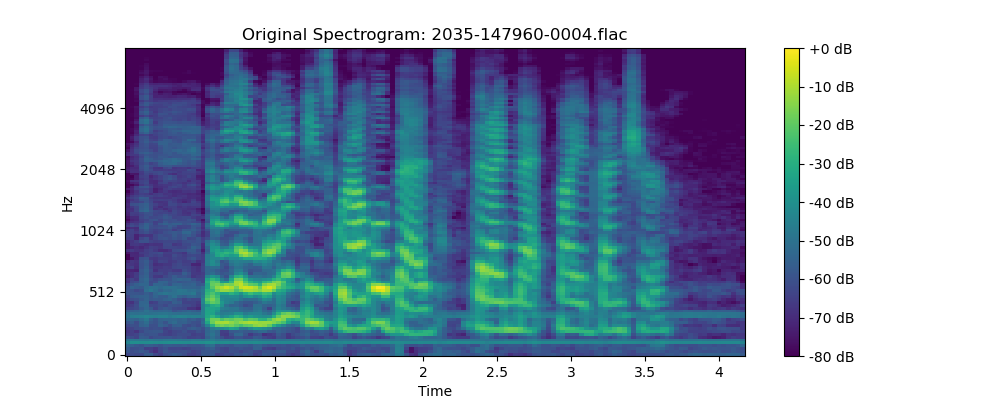 Original Spectrogram: 2035-147960-0004.flac
Hz
4096
2048
1024
512
0
0 0.5 1 1.5 2 2.5 3 3.5 4
Time
+0 dB
-10 dB
-20 dB
-30 dB
-40 dB
-50 dB
-60 dB
-70 dB
-80 dB